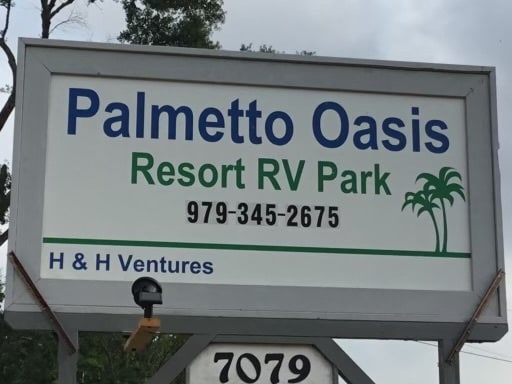 Palmetto Oasis
Resort RV Park
979-345-2675
H & H Ventures
7079